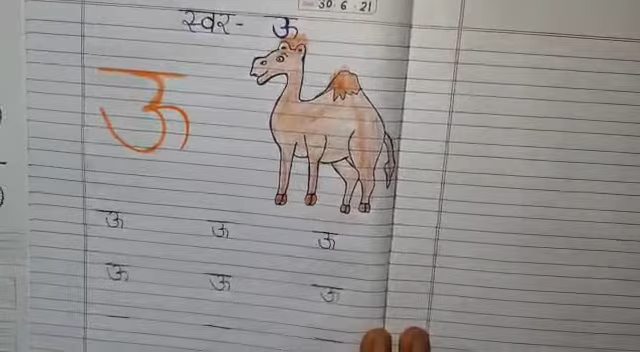 30.6.21
स्वर- ऊ
ऊ
ऊ ऊ ऊ
ऊ ऊ ऊ